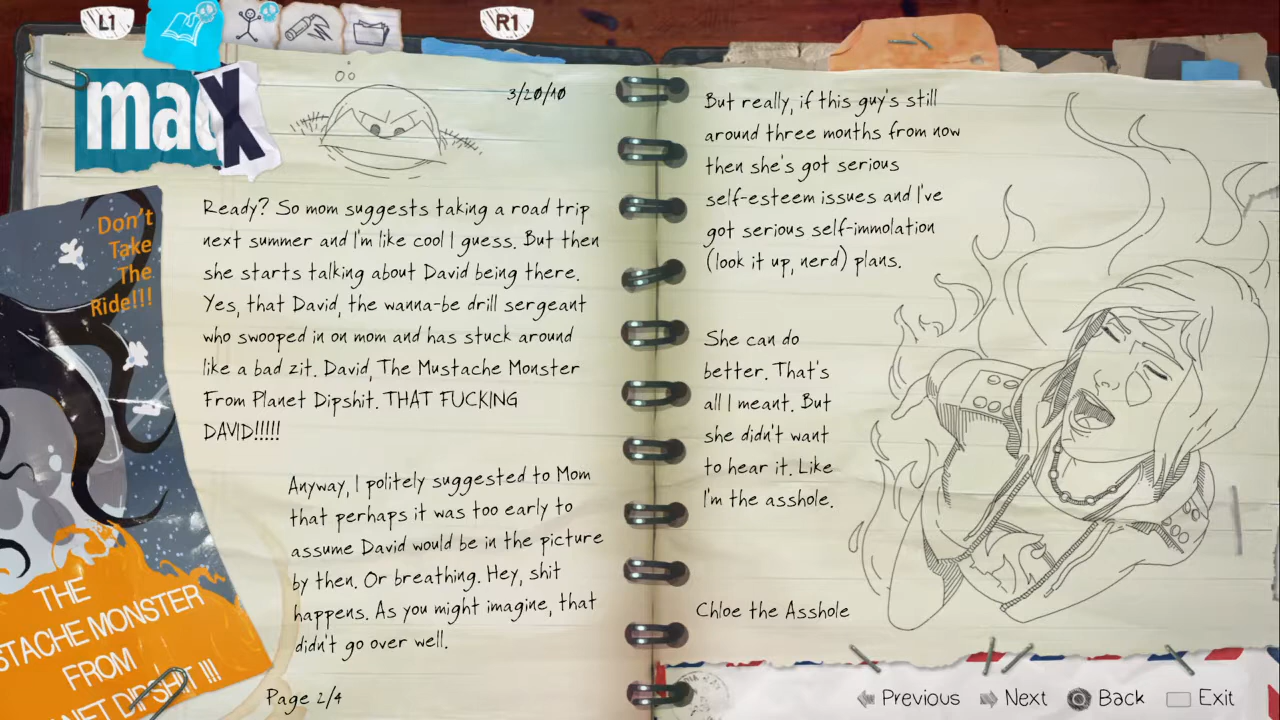 L1
R1
max
3/20/10
Don't
Take
The
Ride!!!
Ready? So mom suggests taking a road trip
next summer and I'm like cool I guess. But then
she starts talking about David being there.
Yes, that David, the wanna-be drill sergeant
who swooped in on mom and has stuck around
like a bad zit. David, The Mustache Monster
From Planet Dipshit. THAT FUCKING
DAVID!!!!!
Anyway, I politely suggested to Mom
that perhaps it was too early to
assume David would be in the picture
by then. Or breathing. Hey, shit
happens. As you might imagine, that
didn't go over well.
THE
STACHE MONSTER
FROM
ANET DIPSHIT !!!
Page 2/4
But really, if this guy's still
around three months from now
then she's got serious
self-esteem issues and I've
got serious self-immolation
(look it up, nerd) plans.
She can do
better. That's
all I meant. But
she didn't want
to hear it. Like
I'm the asshole.
Chloe the Asshole
Previous
Next
Back
Exit